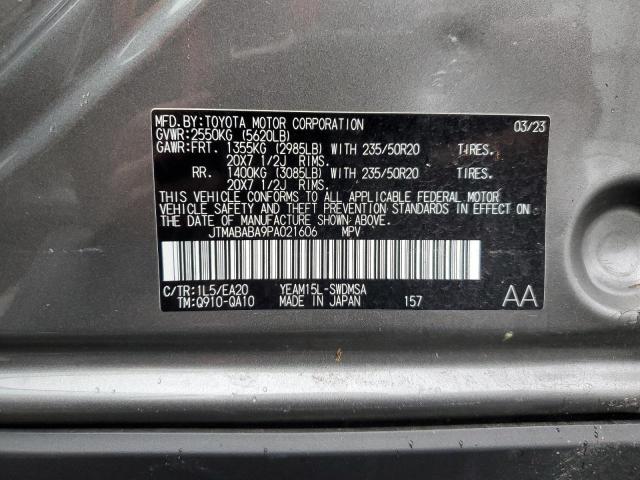 MFD.BY:TOYOTA MOTOR CORPORATION 03/23
GVWR:2550KG (5620LB)
GAWR:FRT. 1355KG (2985LB) WITH 235/50R20 TIRES.
20X7 1/2J RIMS.
RR. 1400KG (3085LB) WITH 235/50R20 TIRES.
20X7 1/2J RIMS.
THIS VEHICLE CONFORMS TO ALL APPLICABLE FEDERAL MOTOR
VEHICLE SAFETY AND THEFT PREVENTION STANDARDS IN EFFECT ON
THE DATE OF MANUFACTURE SHOWN ABOVE.
JTMABABA9PA021606 MPV
C/TR:1L5/EA20 YEAM15L-SWDMSA
TM:Q910-QA10 MADE IN JAPAN 157 AA